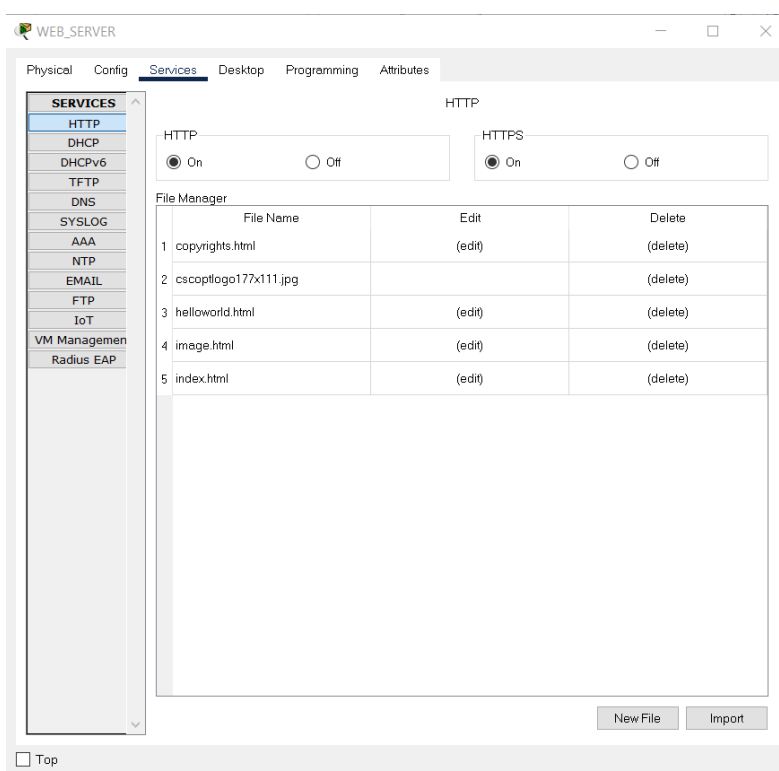 WEB_SERVER
Physical Config Services Desktop Programming Attributes
SERVICES
HTTP
DHCP
DHCPv6
TFTP
DNS
SYSLOG
AAA
NTP
EMAIL
FTP
IoT
VM Managemen
Radius EAP
HTTP
HTTP
On Off
HTTPS
On Off
File Manager
File Name Edit Delete
1 copyrights.html (edit) (delete)
2 cscoptlogo177x111.jpg (delete)
3 helloworld.html (edit) (delete)
4 image.html (edit) (delete)
5 index.html (edit) (delete)
New File Import
Top